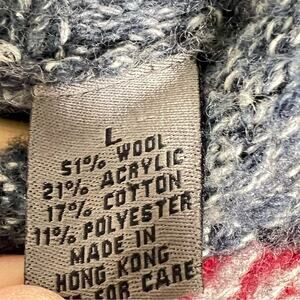 L
51% WOOL
21% ACRYLIC
17% COTTON
11% POLYESTER
MADE IN
HONG KONG
FOR CARE